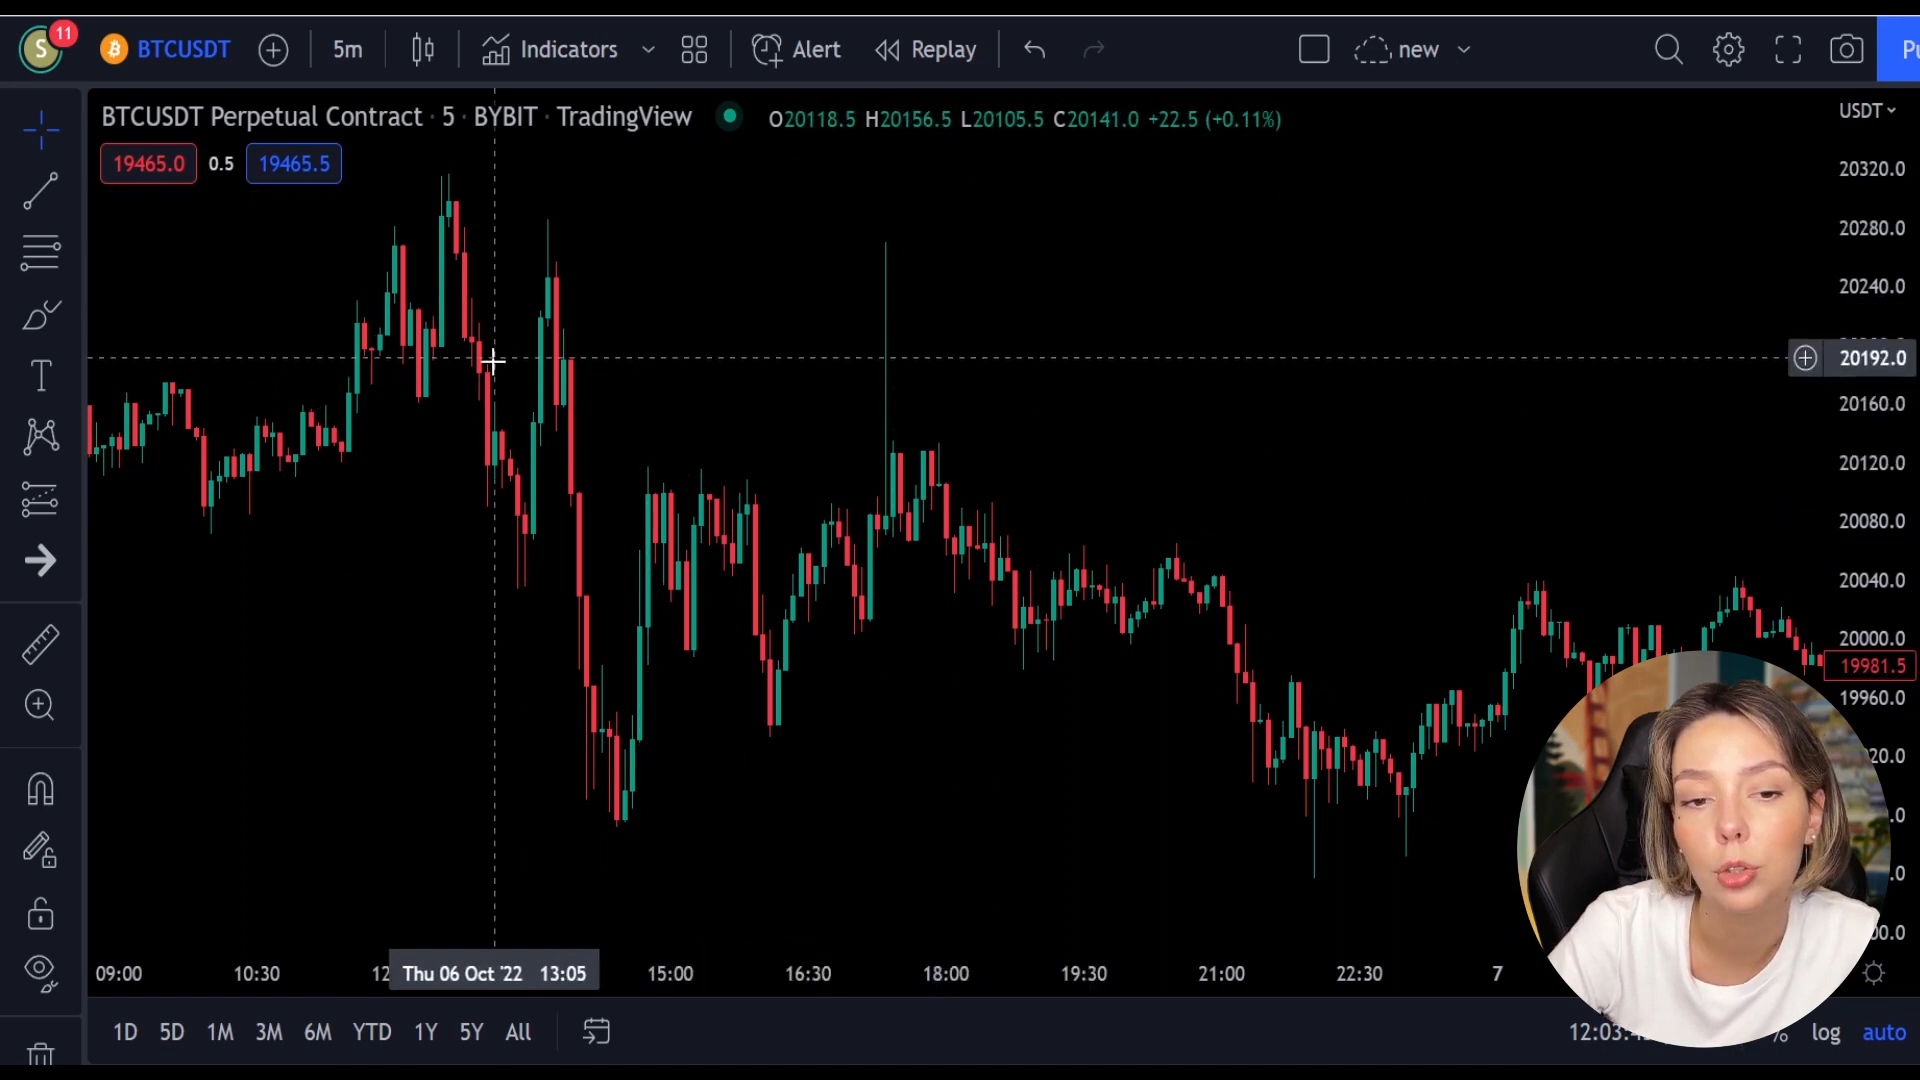 S 11 BTCUSDT 5m Indicators Alert Replay new
BTCUSDT Perpetual Contract · 5 · BYBIT · TradingView O20118.5 H20156.5 L20105.5 C20141.0 +22.5 (+0.11%)
USDT
19465.0 0.5 19465.5
20320.0
20280.0
20240.0
20192.0
20160.0
20120.0
20080.0
20040.0
20000.0
19981.5
19960.0
09:00 10:30 Thu 06 Oct '22 13:05 15:00 16:30 18:00 19:30 21:00 22:30 7
1D 5D 1M 3M 6M YTD 1Y 5Y All % log auto